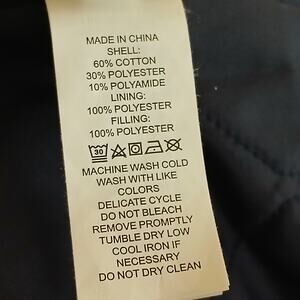 MADE IN CHINA
SHELL:
60% COTTON
30% POLYESTER
10% POLYAMIDE
LINING:
100% POLYESTER
FILLING:
100% POLYESTER
30
MACHINE WASH COLD
WASH WITH LIKE
COLORS
DELICATE CYCLE
DO NOT BLEACH
REMOVE PROMPTLY
TUMBLE DRY LOW
COOL IRON IF
NECESSARY
DO NOT DRY CLEAN